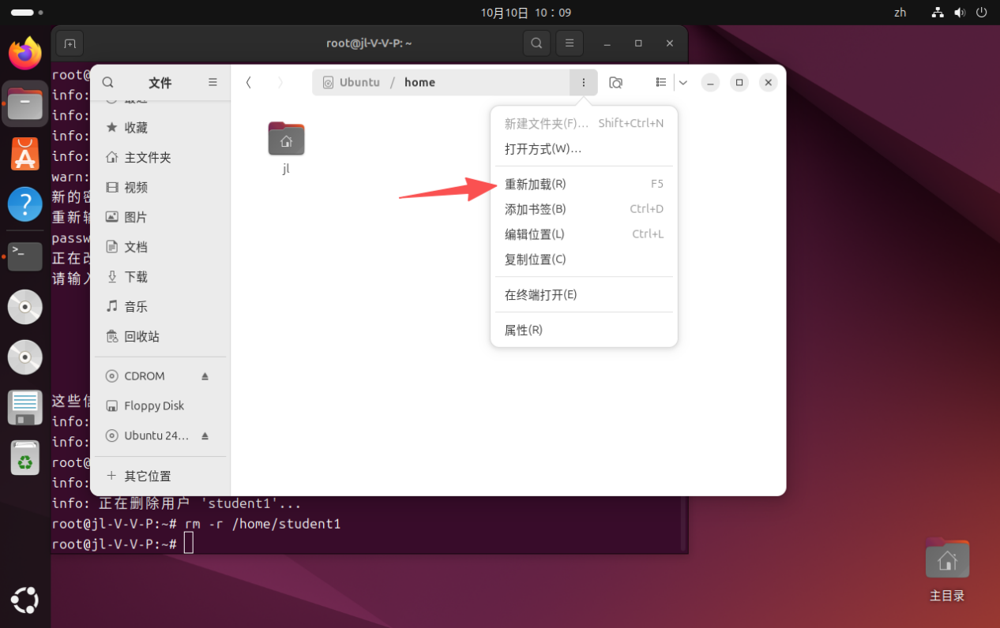 10月10日 10：09
zh
root@jl-V-V-P: ~
root@
info:
info:
info:
info:
warn:
新的密
重新输
passw
正在改
请输入
这些信
info:
info:
root@
info:
info: 正在删除用户 'student1'...
root@jl-V-V-P:~# rm -r /home/student1
root@jl-V-V-P:~#
文件
Ubuntu / home
最近
收藏
主文件夹
视频
图片
文档
下载
音乐
回收站
CDROM
Floppy Disk
Ubuntu 24…
其它位置
jl
新建文件夹(F)… Shift+Ctrl+N
打开方式(W)…
重新加载(R) F5
添加书签(B) Ctrl+D
编辑位置(L) Ctrl+L
复制位置(C)
在终端打开(E)
属性(R)
主目录